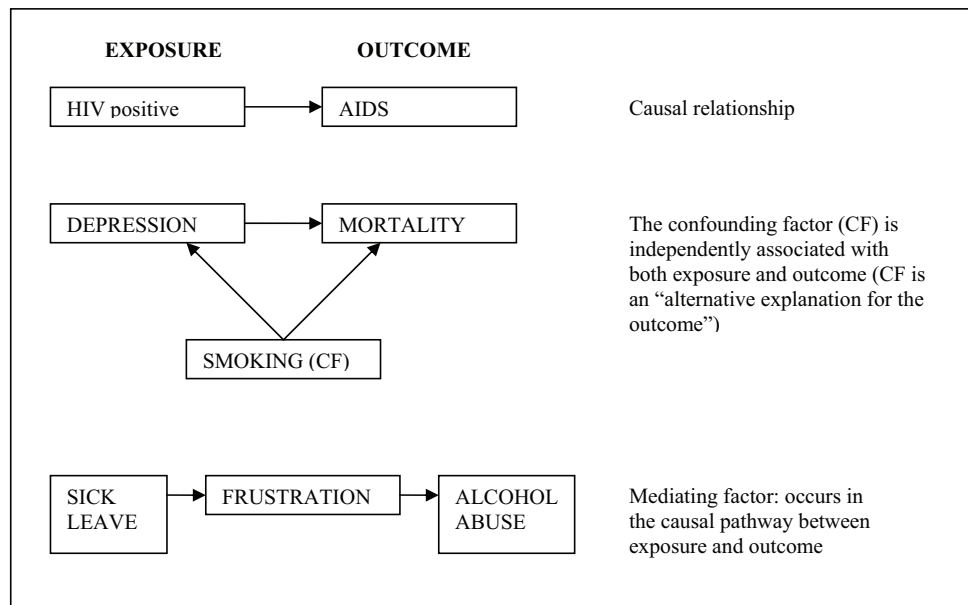 EXPOSURE OUTCOME
HIV positive AIDS Causal relationship
DEPRESSION MORTALITY The confounding factor (CF) is
independently associated with
both exposure and outcome (CF is
an “alternative explanation for the
outcome”)
SMOKING (CF)
SICK
LEAVE
FRUSTRATION
ALCOHOL
ABUSE
Mediating factor: occurs in
the causal pathway between
exposure and outcome